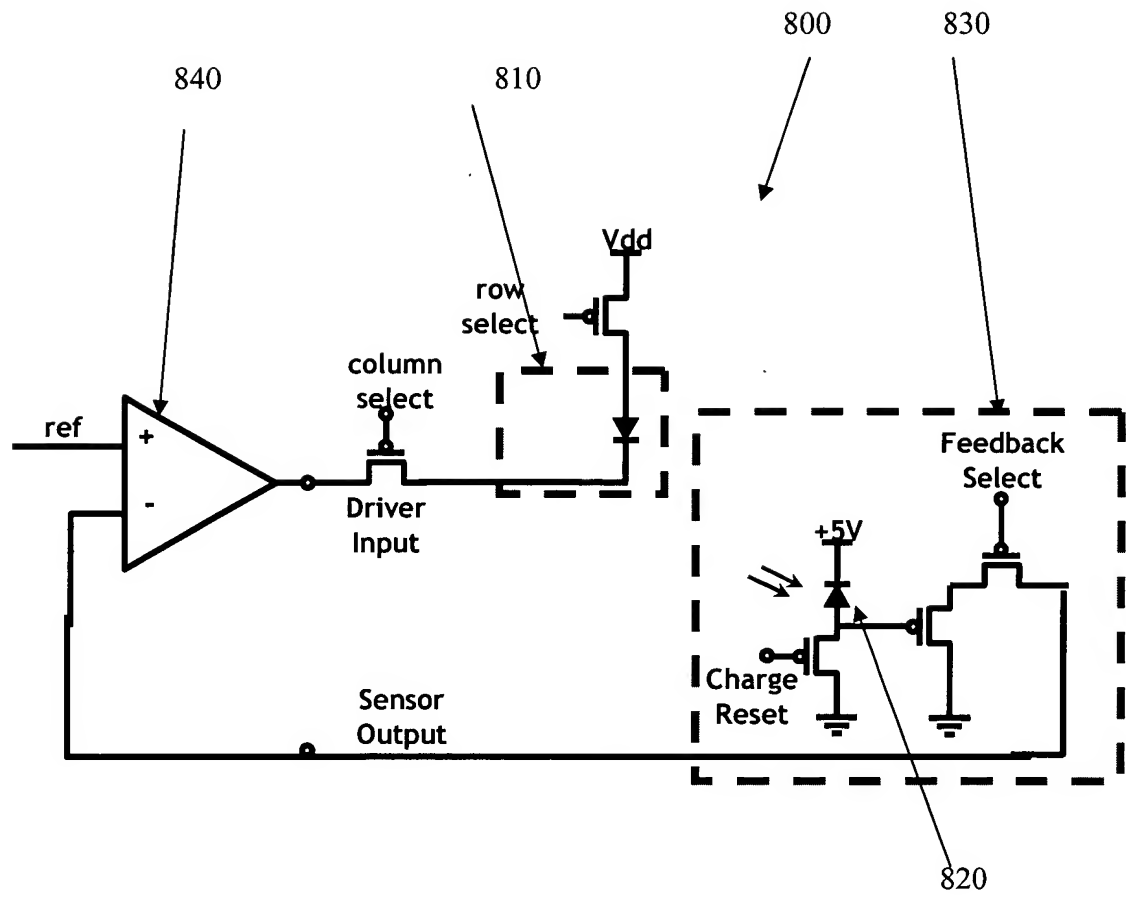 800
830
840
810
Vdd
row
select
column
select
ref
+
-
Driver
Input
Feedback
Select
+5V
Charge
Reset
Sensor
Output
820